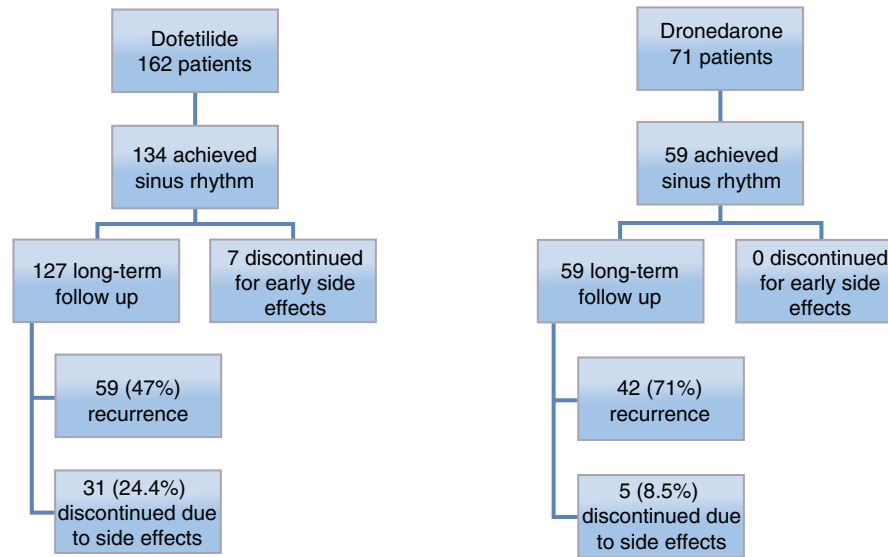 Dofetilide
162 patients
134 achieved
sinus rhythm
127 long-term
follow up
7 discontinued
for early side
effects
59 (47%)
recurrence
31 (24.4%)
discontinued due
to side effects
Dronedarone
71 patients
59 achieved
sinus rhythm
59 long-term
follow up
0 discontinued
for early side
effects
42 (71%)
recurrence
5 (8.5%)
discontinued due
to side effects